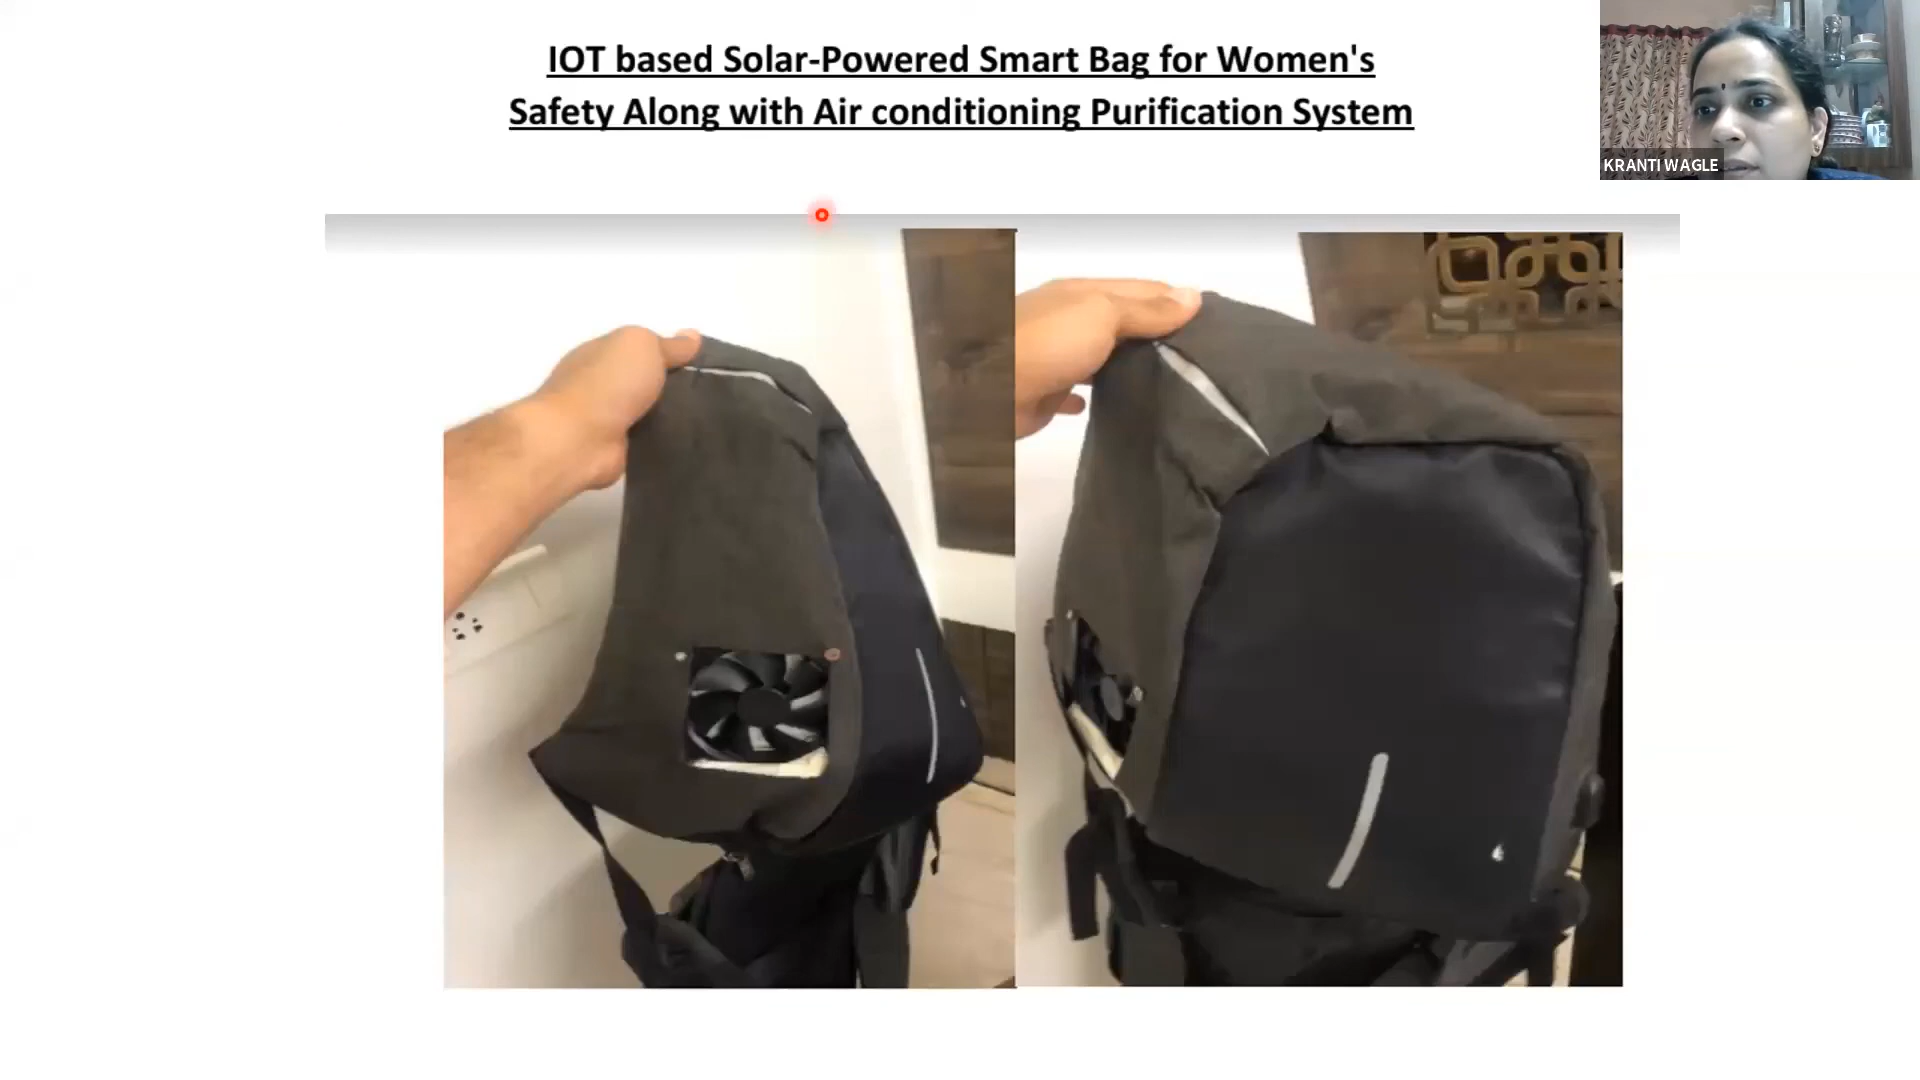 IOT based Solar-Powered Smart Bag for Women's
Safety Along with Air conditioning Purification System
KRANTI WAGLE